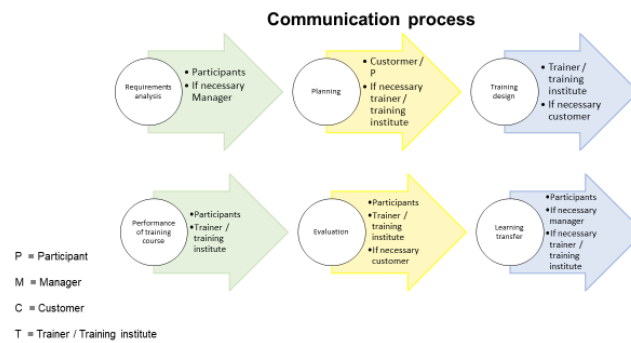 Communication process
Requirements
analysis
• Participants
• If necessary
Manager
Planning
• Custormer /
P
• If necessary
trainer /
training
institute
Training
design
• Trainer /
training
institute
• If necessary
customer
Performance
of training
course
•Participants
•Trainer /
training
institute
Evaluation
•Participants
•Trainer /
training
institute
•If necessary
customer
Learning
transfer
•Participants
•If necessary
manager
•If necessary
trainer /
training
institute
P = Participant
M = Manager
C = Customer
T = Trainer / Training institute